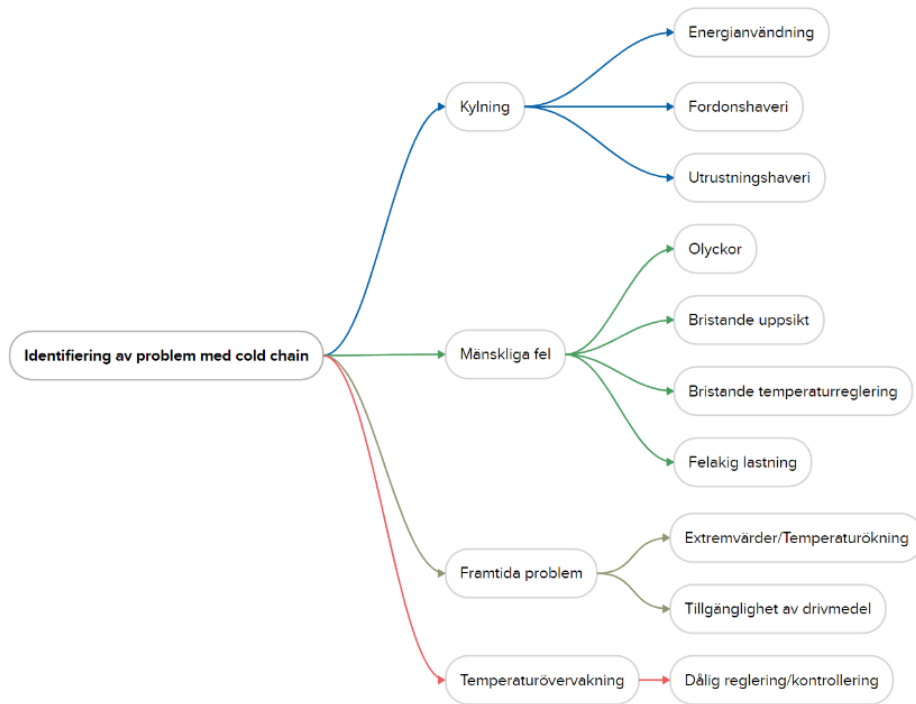 Identifiering av problem med cold chain
Kylning
Energianvändning
Fordonshaveri
Utrustningshaveri
Mänskliga fel
Olyckor
Bristande uppsikt
Bristande temperaturreglering
Felakig lastning
Framtida problem
Extremvärder/Temperaturökning
Tillgänglighet av drivmedel
Temperaturövervakning
Dålig reglering/kontrollering